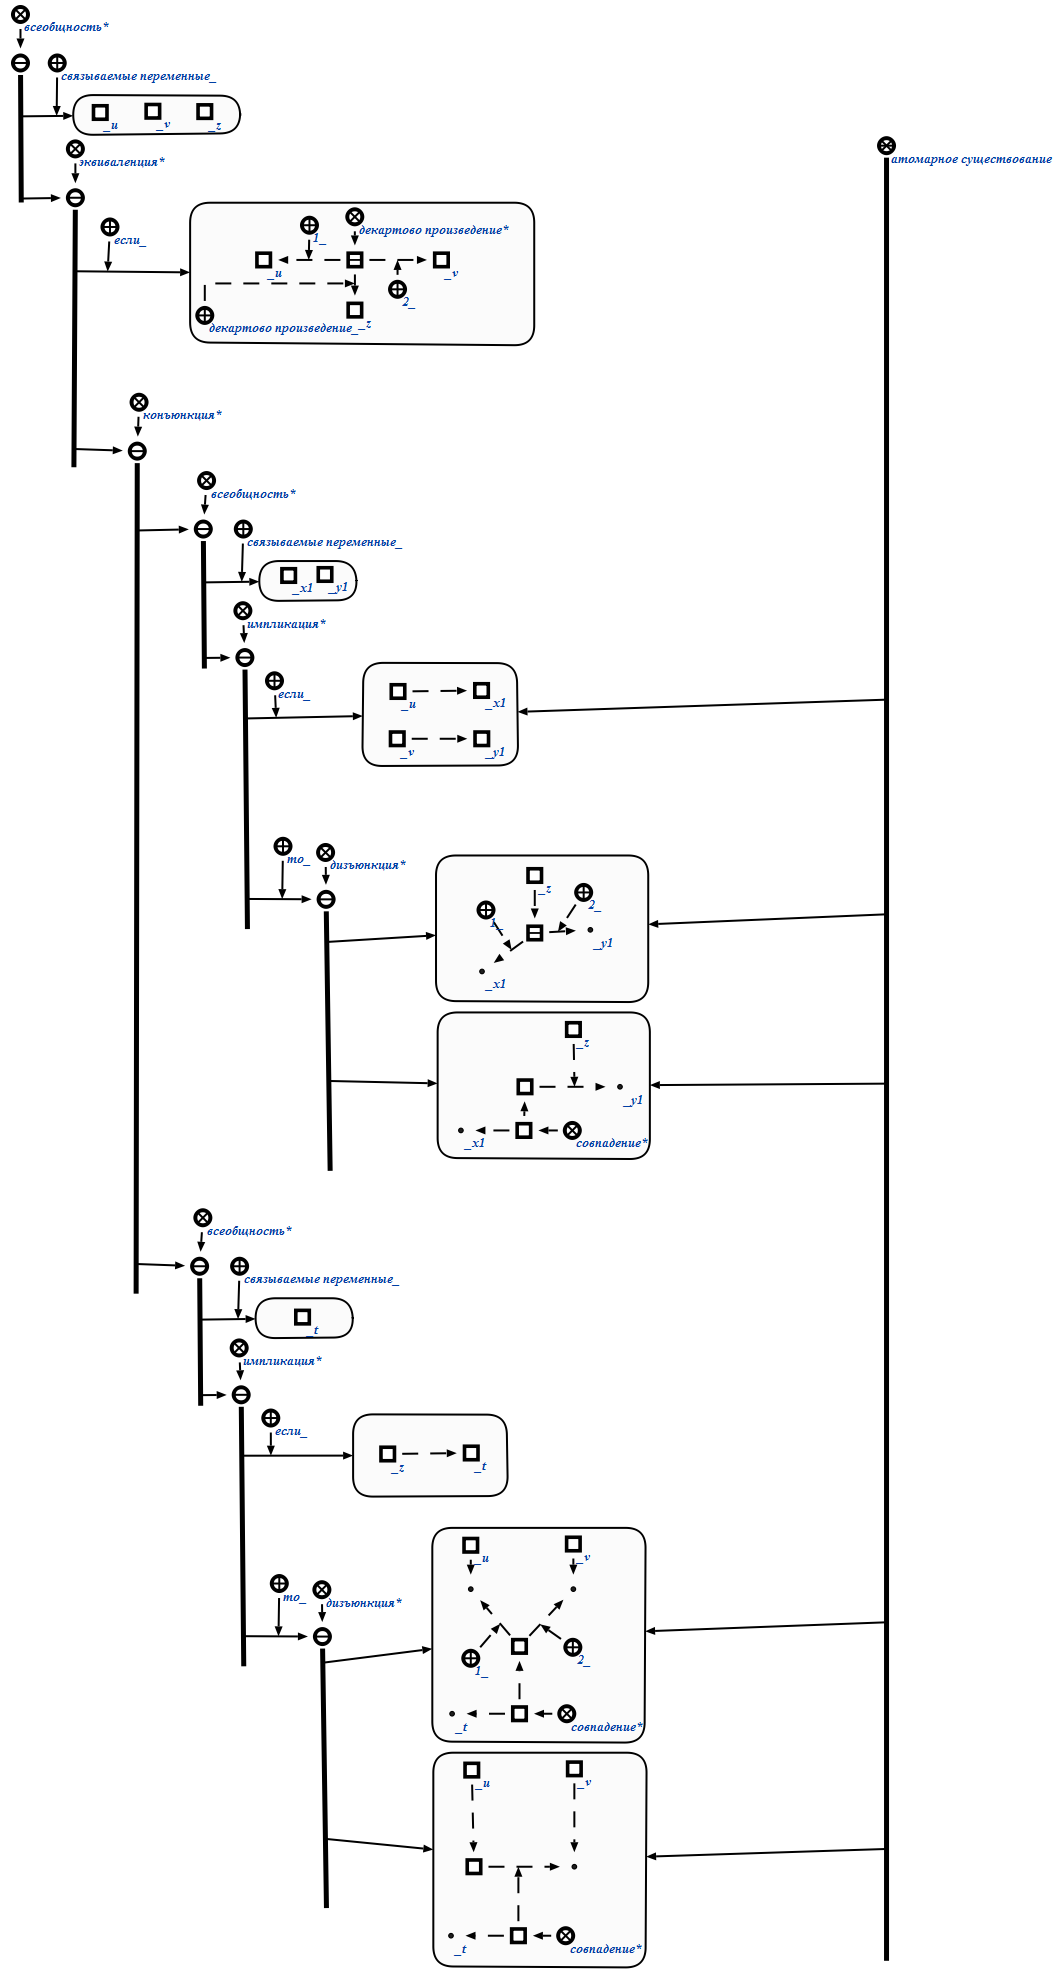 всеобщность*
связываемые переменные_
_u _v _z
эквиваленция*
атомарное существование
если_
1_ декартово произведение*
_u _v
2_
декартово произведение_ _z
конъюнкция*
всеобщность*
связываемые переменные_
_x1 _y1
импликация*
если_
_u _x1
_v _y1
то_ дизъюнкция*
_z
1_ 2_
_y1
_x1
_z
_y1
_x1 совпадение*
всеобщность*
связываемые переменные_
_t
импликация*
если_
_z _t
_u _v
то_ дизъюнкция*
1_ 2_
_t совпадение*
_u _v
_t совпадение*